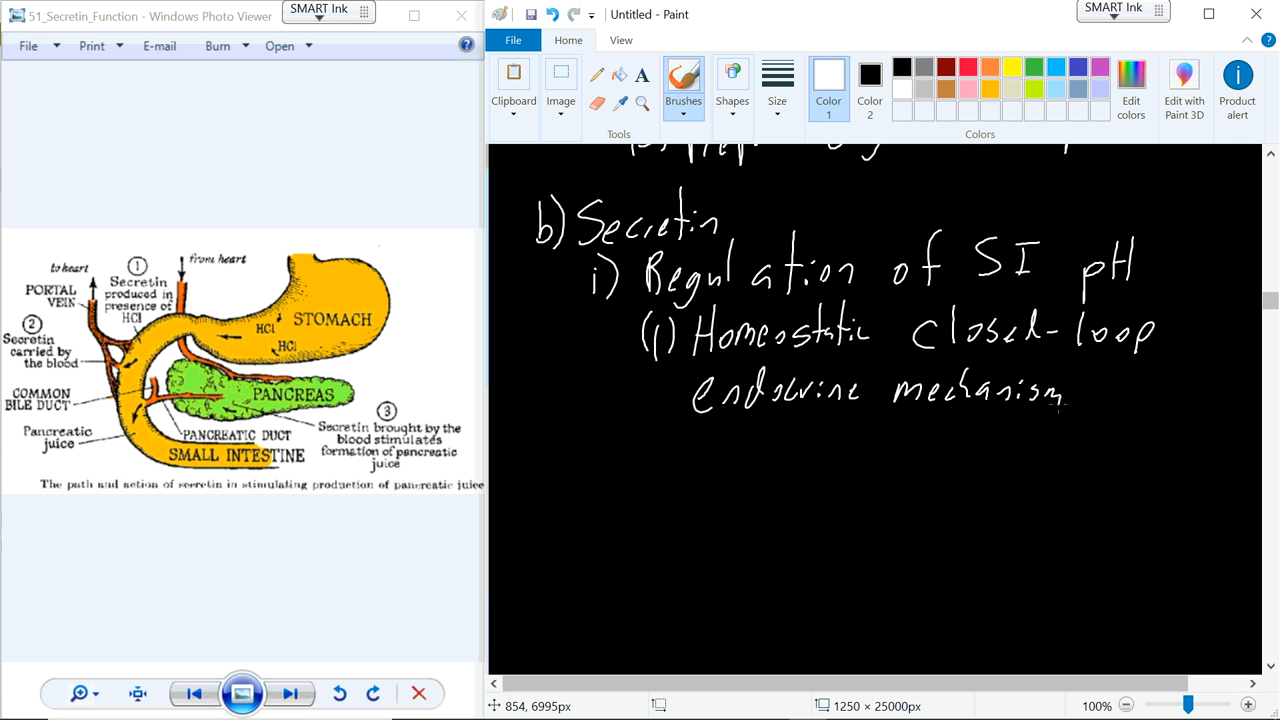 51_Secretin_Function - Windows Photo Viewer
SMART Ink
File Print E-mail Burn Open
to heart
from heart
1
Secretin produced in presence of HCl
PORTAL VEIN
HCl
HCl
STOMACH
2
Secretin carried by the blood
COMMON BILE DUCT
PANCREAS
3
Secretin brought by the blood stimulates formation of pancreatic juice
Pancreatic juice
PANCREATIC DUCT
SMALL INTESTINE
The path and action of secretin in stimulating production of pancreatic juice
Untitled - Paint
SMART Ink
File Home View
Clipboard
Image
Tools
Brushes
Shapes
Size
Color 1
Color 2
Colors
Edit colors
Edit with Paint 3D
Product alert
b) Secretin
i) Regulation of SI pH
(1) Homeostatic closed-loop
endocrine mechanism
854, 6995px
1250 × 25000px
100%